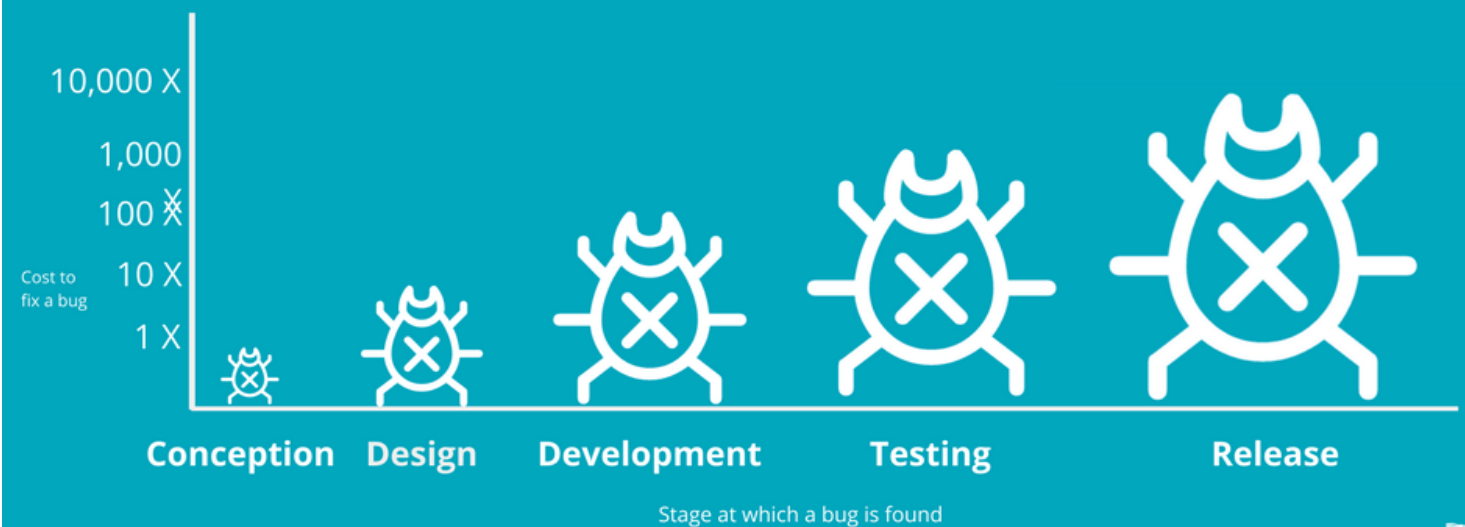 10,000 X
1,000
X
100 X
10 X
Cost to
fix a bug
1 X
Conception Design Development Testing Release
Stage at which a bug is found